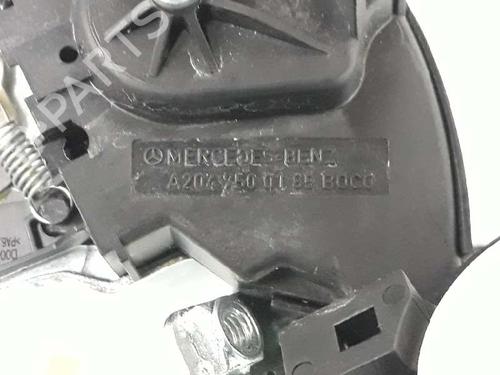 PARTS
MERCEDES-BENZ
A204 750 01 85 BOCO